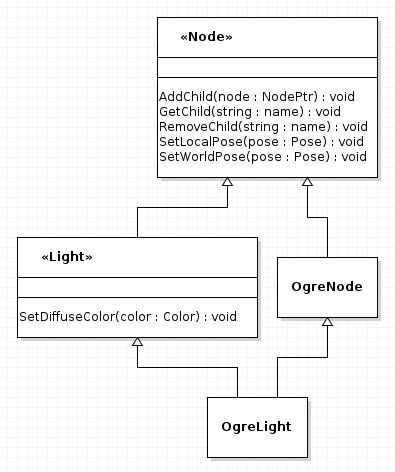 «Node»
AddChild(node : NodePtr) : void
GetChild(string : name) : void
RemoveChild(string : name) : void
SetLocalPose(pose : Pose) : void
SetWorldPose(pose : Pose) : void
«Light»
SetDiffuseColor(color : Color) : void
OgreNode
OgreLight